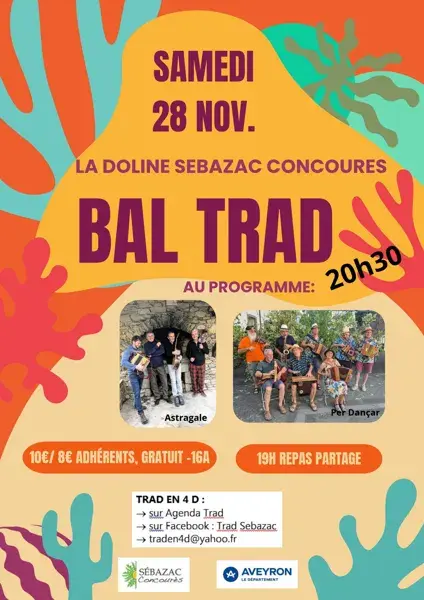 SAMEDI
28 NOV.
LA DOLINE SEBAZAC CONCOURES
BAL TRAD
20h30
AU PROGRAMME:
Astragale
Per Dançar
10€/ 8€ ADHÉRENTS, GRATUIT -16A
19H REPAS PARTAGE
TRAD EN 4 D :
→ sur Agenda Trad
→ sur Facebook : Trad Sebazac
→ traden4d@yahoo.fr
SÉBAZAC
Concourès
AVEYRON
LE DÉPARTEMENT